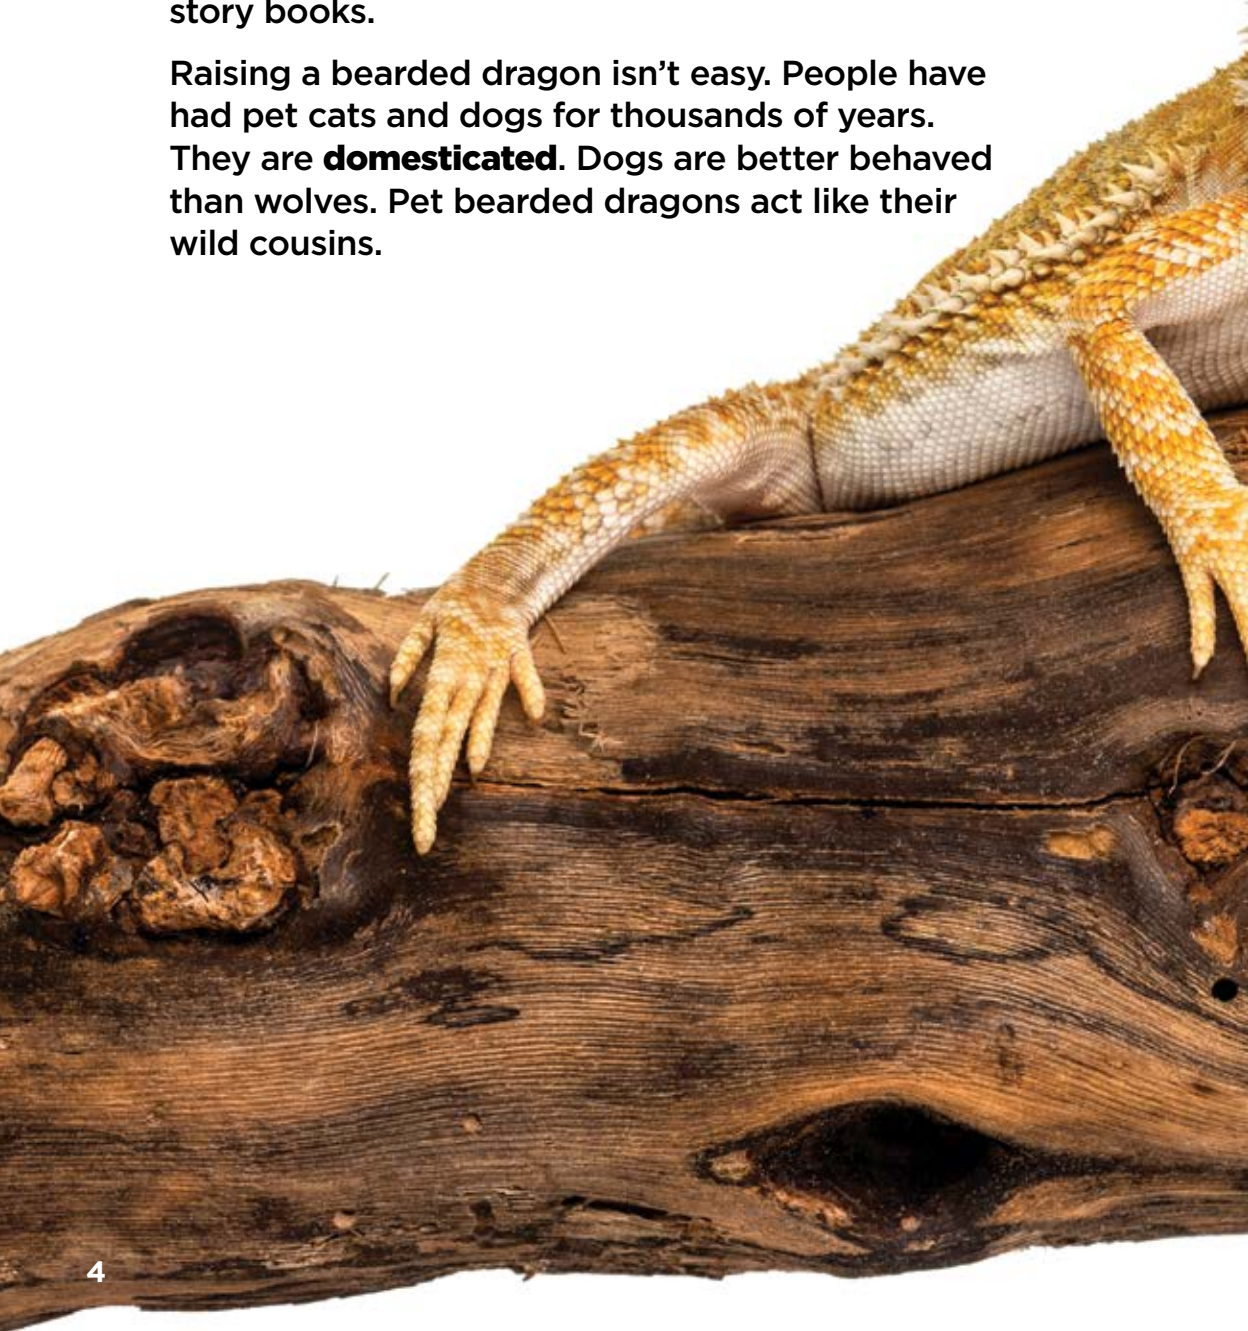 story books.
Raising a bearded dragon isn’t easy. People have
had pet cats and dogs for thousands of years.
They are domesticated. Dogs are better behaved
than wolves. Pet bearded dragons act like their
wild cousins.
4